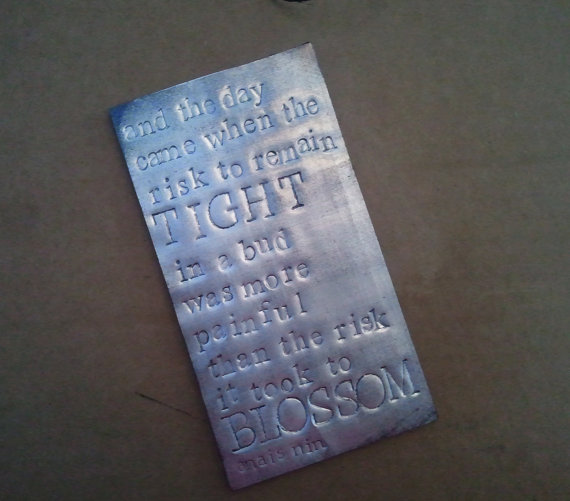 and the day
came when the
risk to remain
TIGHT
in a bud
was more
painful
than the risk
it took to
BLOSSOM
anais nin